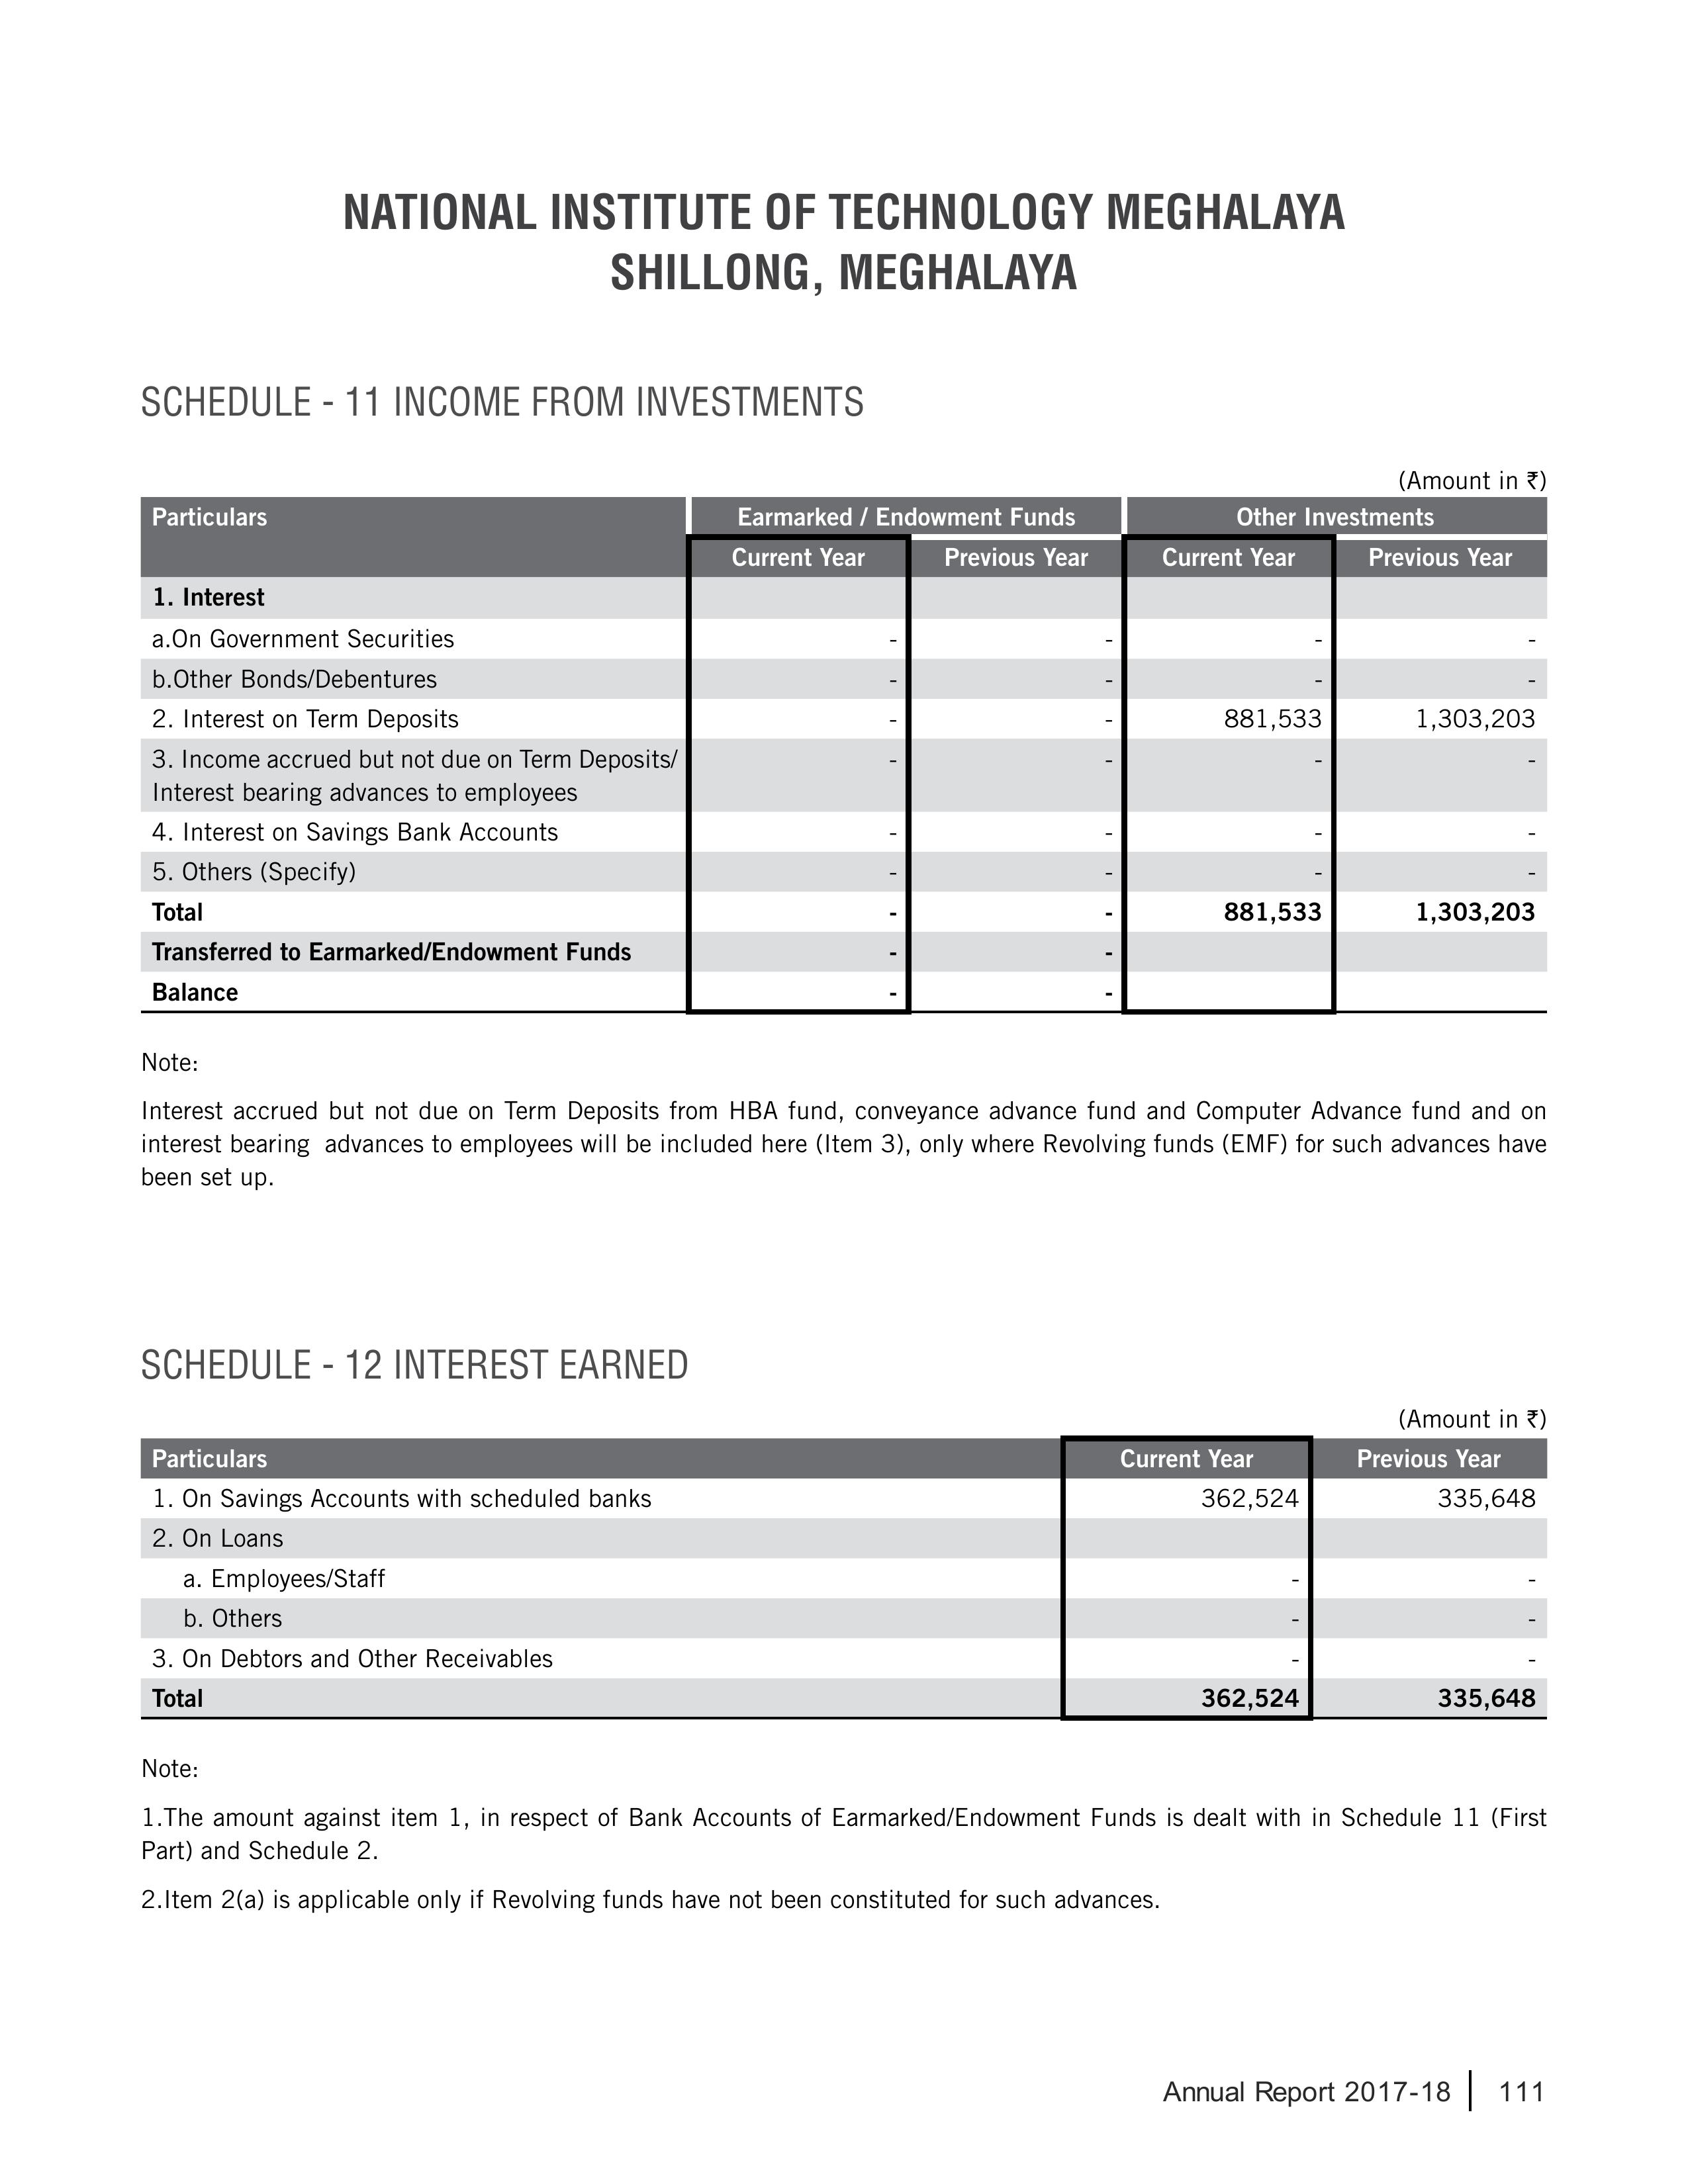 NATIONAL INSTITUTE OF TECHNOLOGY MEGHALAYA
SHILLONG, MEGHALAYA
SCHEDULE - 11 INCOME FROM INVESTMENTS
(Amount in ₹)
Particulars Earmarked / Endowment Funds Other Investments
Current Year Previous Year Current Year Previous Year
1. Interest
a.On Government Securities - - - -
b.Other Bonds/Debentures - - - -
2. Interest on Term Deposits - - 881,533 1,303,203
3. Income accrued but not due on Term Deposits/ - - - -
Interest bearing advances to employees
4. Interest on Savings Bank Accounts - - - -
5. Others (Specify) - - - -
Total - - 881,533 1,303,203
Transferred to Earmarked/Endowment Funds - -
Balance - -
Note:
Interest accrued but not due on Term Deposits from HBA fund, conveyance advance fund and Computer Advance fund and on
interest bearing advances to employees will be included here (Item 3), only where Revolving funds (EMF) for such advances have
been set up.
SCHEDULE - 12 INTEREST EARNED
(Amount in ₹)
Particulars Current Year Previous Year
1. On Savings Accounts with scheduled banks 362,524 335,648
2. On Loans
a. Employees/Staff - -
b. Others - -
3. On Debtors and Other Receivables - -
Total 362,524 335,648
Note:
1.The amount against item 1, in respect of Bank Accounts of Earmarked/Endowment Funds is dealt with in Schedule 11 (First
Part) and Schedule 2.
2.Item 2(a) is applicable only if Revolving funds have not been constituted for such advances.
Annual Report 2017-18 | 111